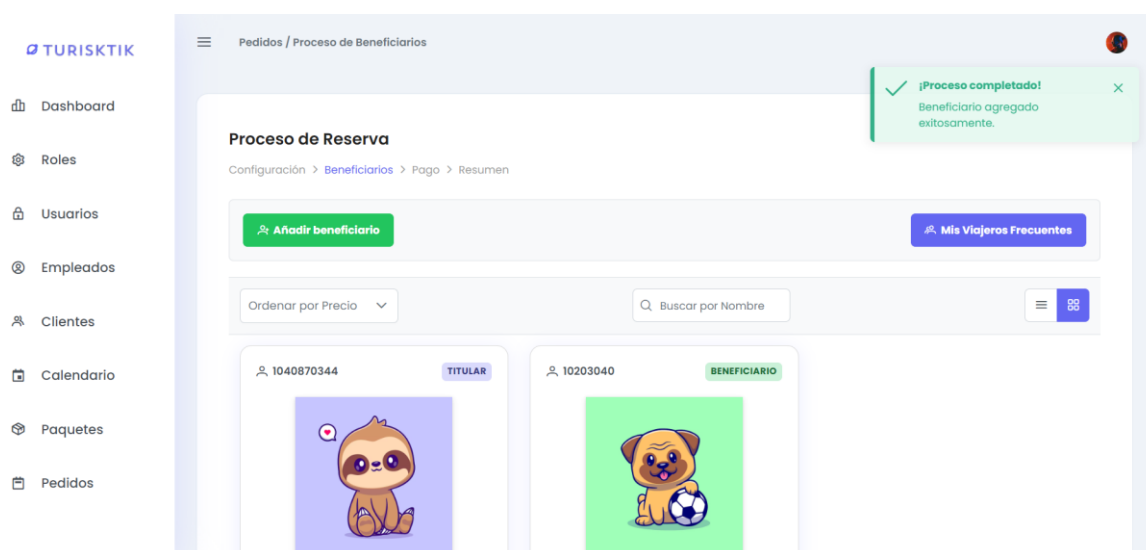 TURISKTIK
Dashboard
Roles
Usuarios
Empleados
Clientes
Calendario
Paquetes
Pedidos
Pedidos / Proceso de Beneficiarios
¡Proceso completado!
Beneficiario agregado
exitosamente.
Proceso de Reserva
Configuración > Beneficiarios > Pago > Resumen
Añadir beneficiario
Mis Viajeros Frecuentes
Ordenar por Precio
Buscar por Nombre
1040870344
TITULAR
10203040
BENEFICIARIO